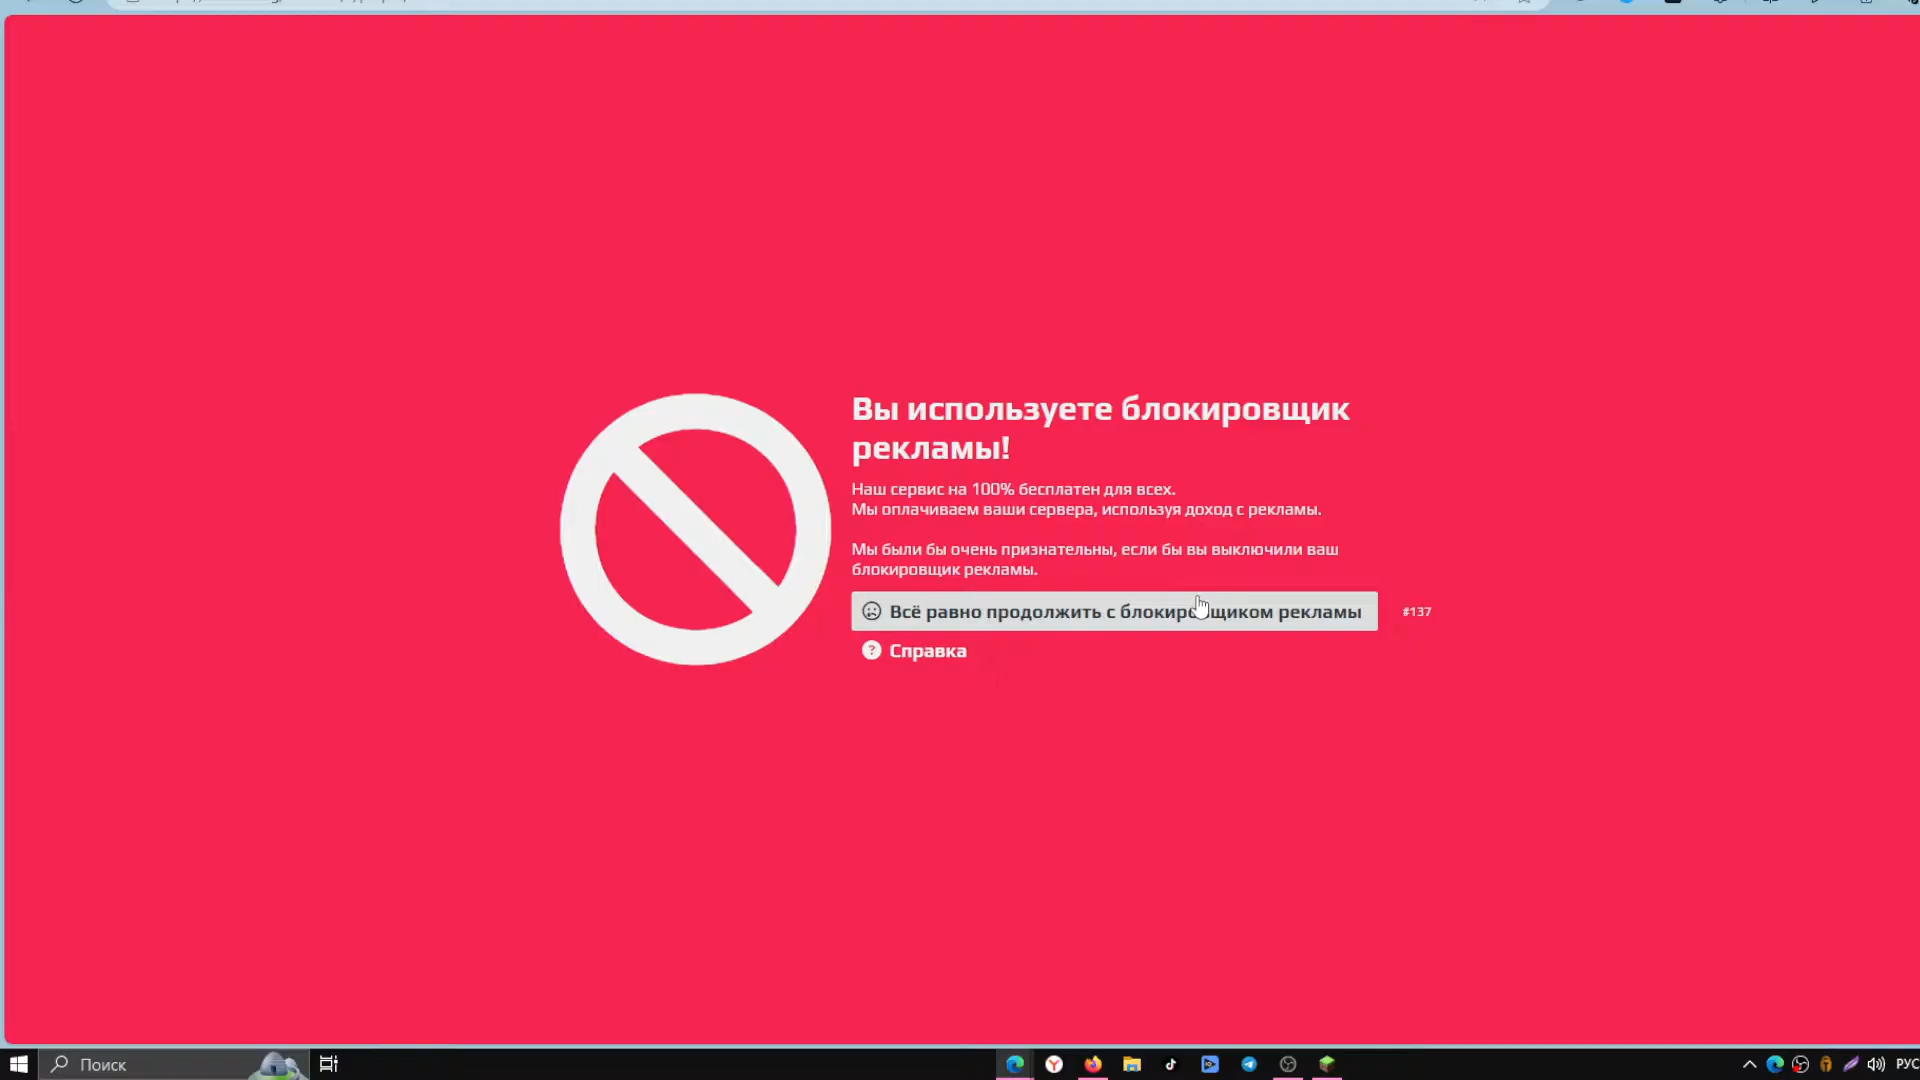 Вы используете блокировщик
рекламы!
Наш сервис на 100% бесплатен для всех.
Мы оплачиваем ваши сервера, используя доход с рекламы.
Мы были бы очень признательны, если бы вы выключили ваш
блокировщик рекламы.
Всё равно продолжить с блокировщиком рекламы
#137
Справка
Поиск
РУС